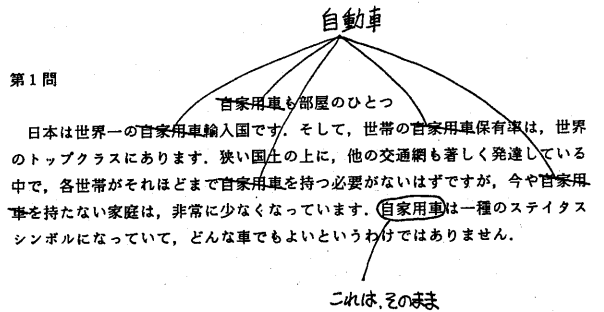 自動車
第1問
自家用車も部屋のひとつ
日本は世界一の自家用車輸入国です．そして，世帯の自家用車保有率は，世界
のトップクラスにあります．狭い国土の上に，他の交通網も著しく発達している
中で，各世帯がそれほどまで自家用車を持つ必要がないはずですが，今や自家用
車を持たない家庭は，非常に少なくなっています．自家用車は一種のステイタス
シンボルになっていて，どんな車でもよいというわけではありません．
これは、そのまま